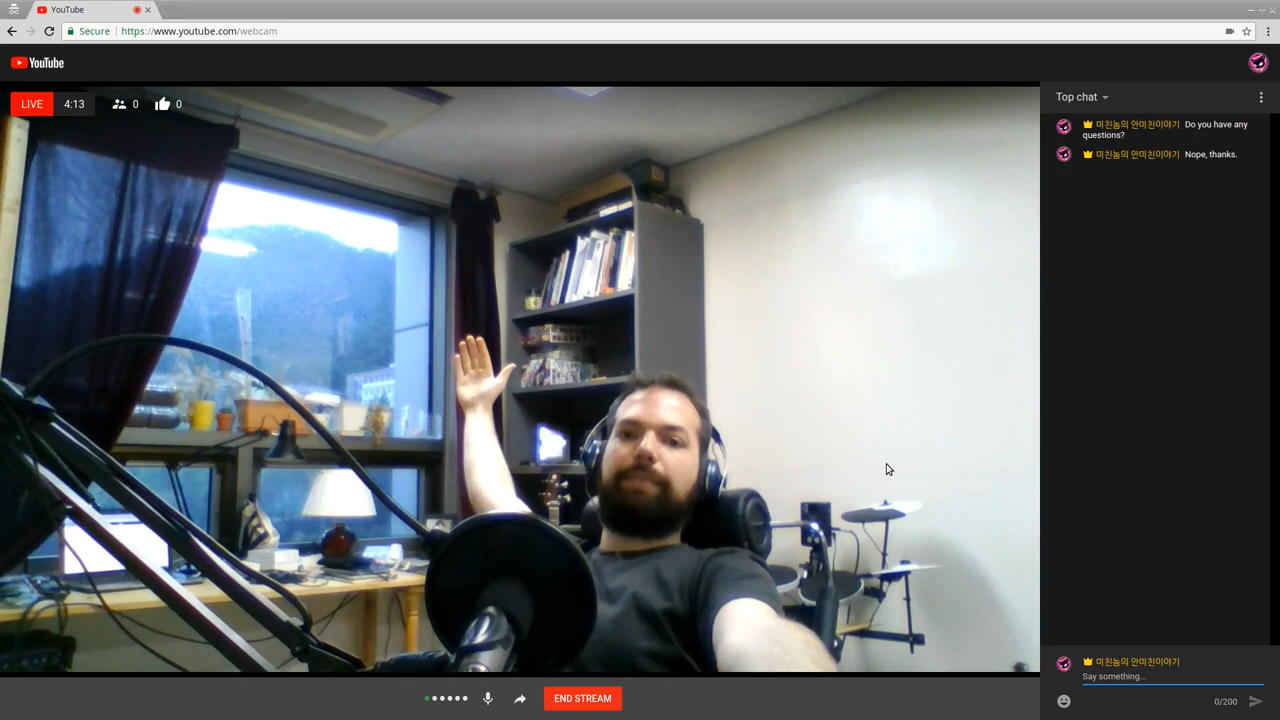 YouTube
Secure https://www.youtube.com/webcam
YouTube
LIVE 4:13 0 0
Top chat
미친놈의 안미친이야기 Do you have any
questions?
미친놈의 안미친이야기 Nope, thanks.
미친놈의 안미친이야기
Say something...
0/200
END STREAM